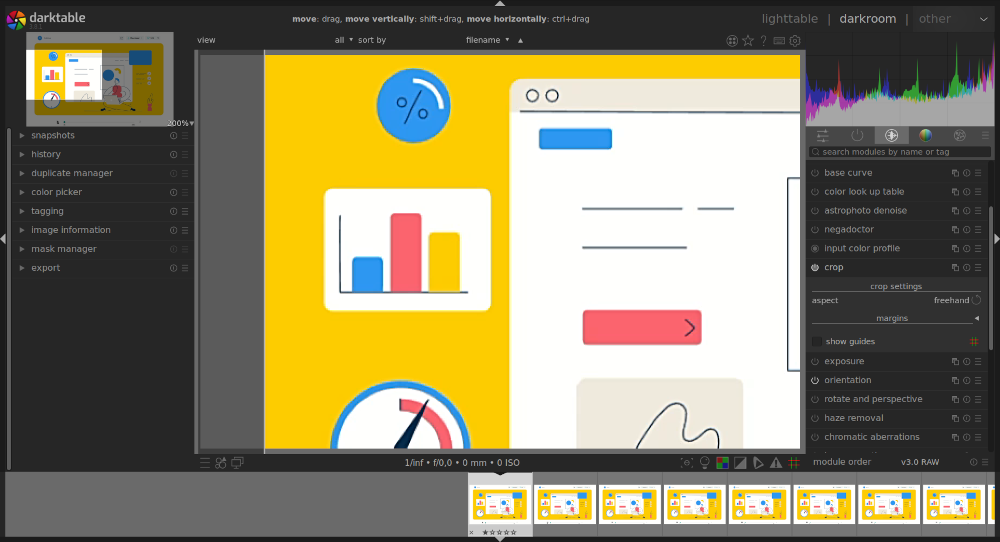 darktable
3.8.1
move: drag, move vertically: shift+drag, move horizontally: ctrl+drag
lighttable | darkroom | other
view
all
sort by
filename
200%
snapshots
history
duplicate manager
color picker
tagging
image information
mask manager
export
%
search modules by name or tag
base curve
color look up table
astrophoto denoise
negadoctor
input color profile
crop
crop settings
aspect
freehand
margins
show guides
exposure
orientation
rotate and perspective
haze removal
chromatic aberrations
1/inf • f/0,0 • 0 mm • 0 ISO
module order
v3.0 RAW